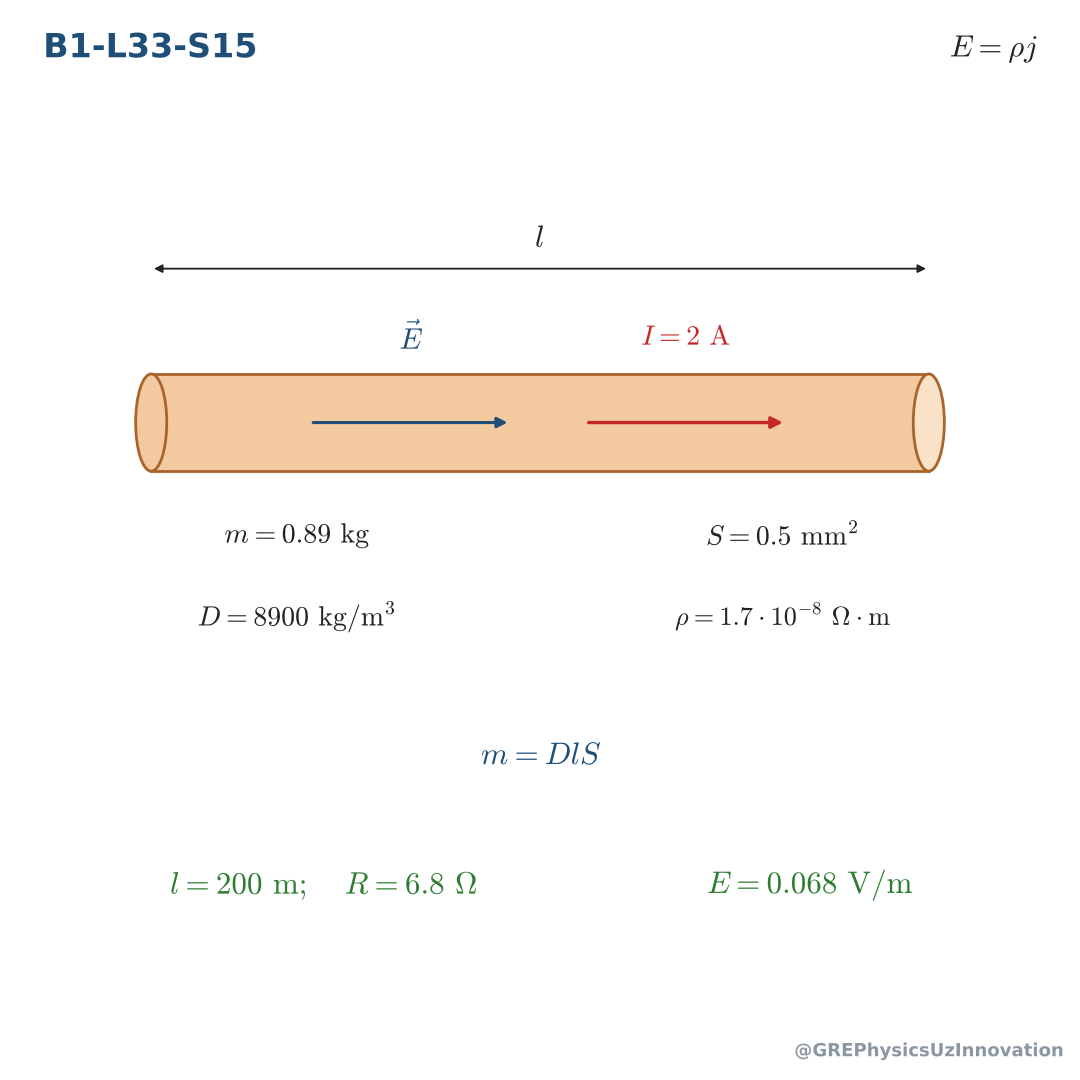 B1-L33-S15
E = ρj
l
E⃗
I = 2 A
m = 0.89 kg
S = 0.5 mm²
D = 8900 kg/m³
ρ = 1.7 · 10⁻⁸ Ω · m
m = DlS
l = 200 m; R = 6.8 Ω
E = 0.068 V/m
@GREPhysicsUzInnovation